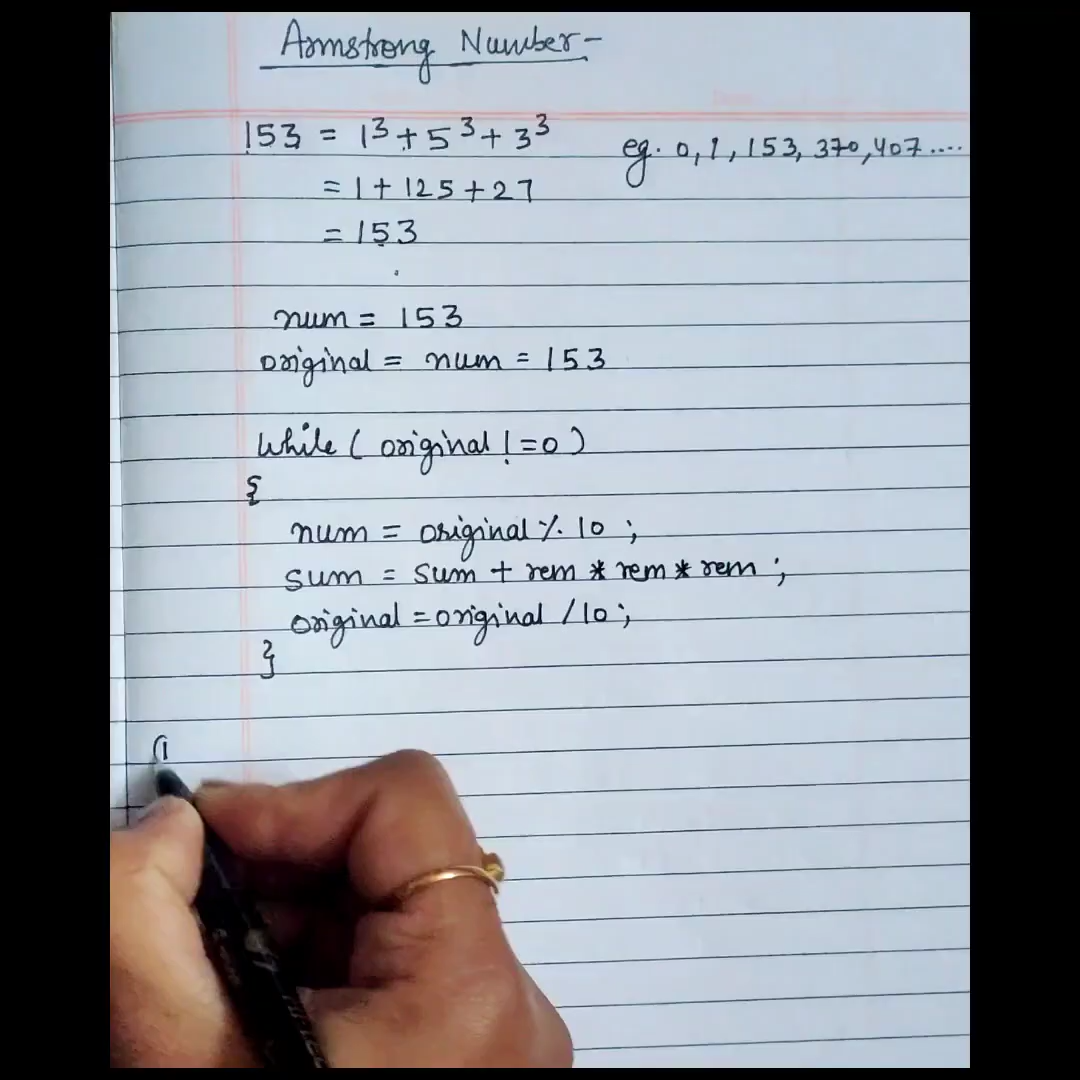 Armstrong Number-
153 = 1³ + 5³ + 3³ eg. 0, 1, 153, 370, 407 ....
= 1 + 125 + 27
= 153
num = 153
original = num = 153
while ( original != 0 )
{
num = original % 10 ;
sum = sum + rem * rem * rem ;
original = original / 10 ;
}
(1